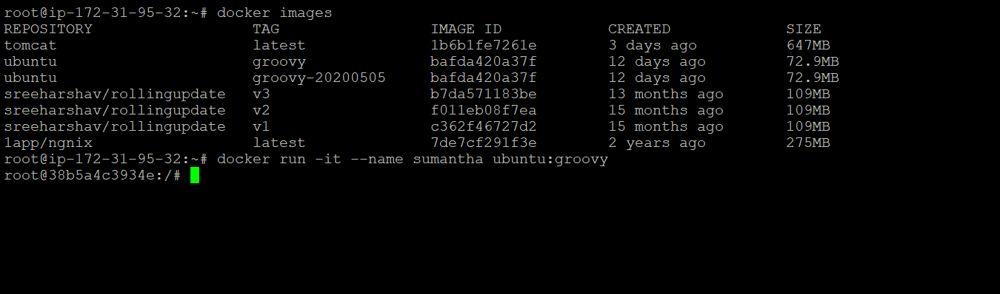 root@ip-172-31-95-32:~# docker images
REPOSITORY TAG IMAGE ID CREATED SIZE
tomcat latest 1b6b1fe7261e 3 days ago 647MB
ubuntu groovy bafda420a37f 12 days ago 72.9MB
ubuntu groovy-20200505 bafda420a37f 12 days ago 72.9MB
sreeharshav/rollingupdate v3 b7da571183be 13 months ago 109MB
sreeharshav/rollingupdate v2 f011eb08f7ea 15 months ago 109MB
sreeharshav/rollingupdate v1 c362f46727d2 15 months ago 109MB
1app/ngnix latest 7de7cf291f3e 2 years ago 275MB
root@ip-172-31-95-32:~# docker run -it --name sumantha ubuntu:groovy
root@38b5a4c3934e:/#